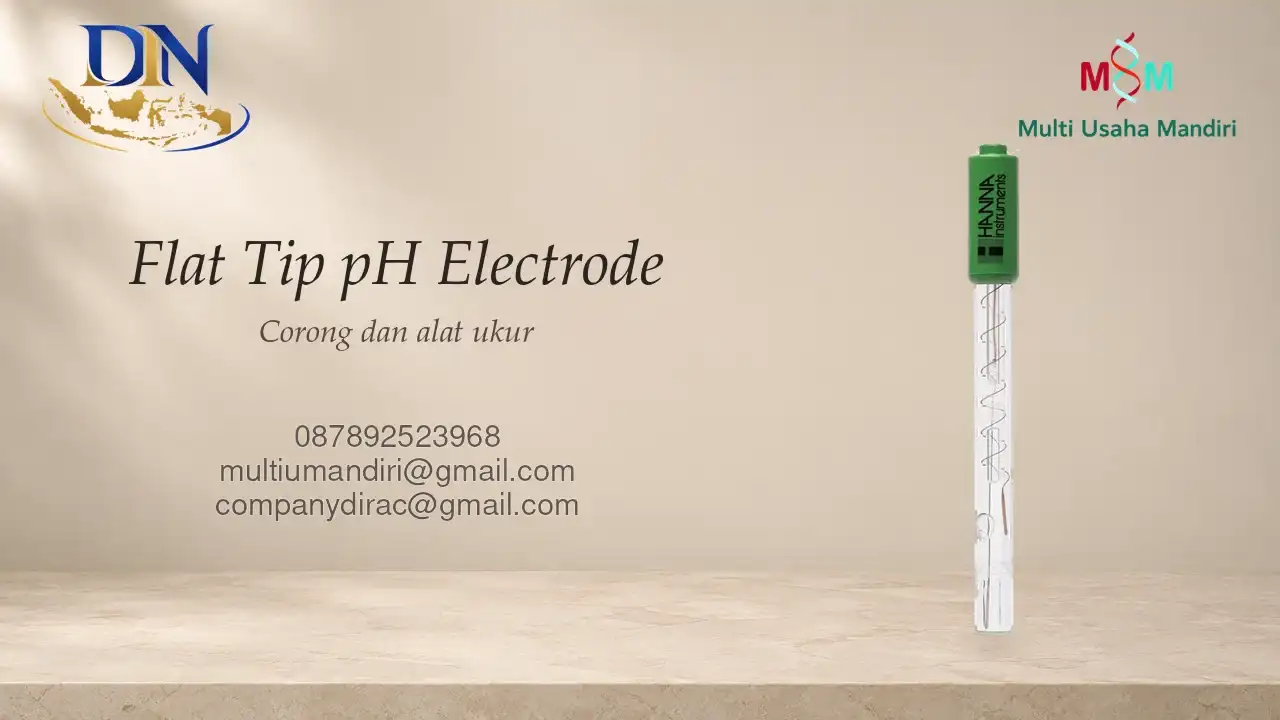 DIN
M M
Multi Usaha Mandiri
HANNA
instruments
Flat Tip pH Electrode
Corong dan alat ukur
087892523968
multiumandiri@gmail.com
companydirac@gmail.com